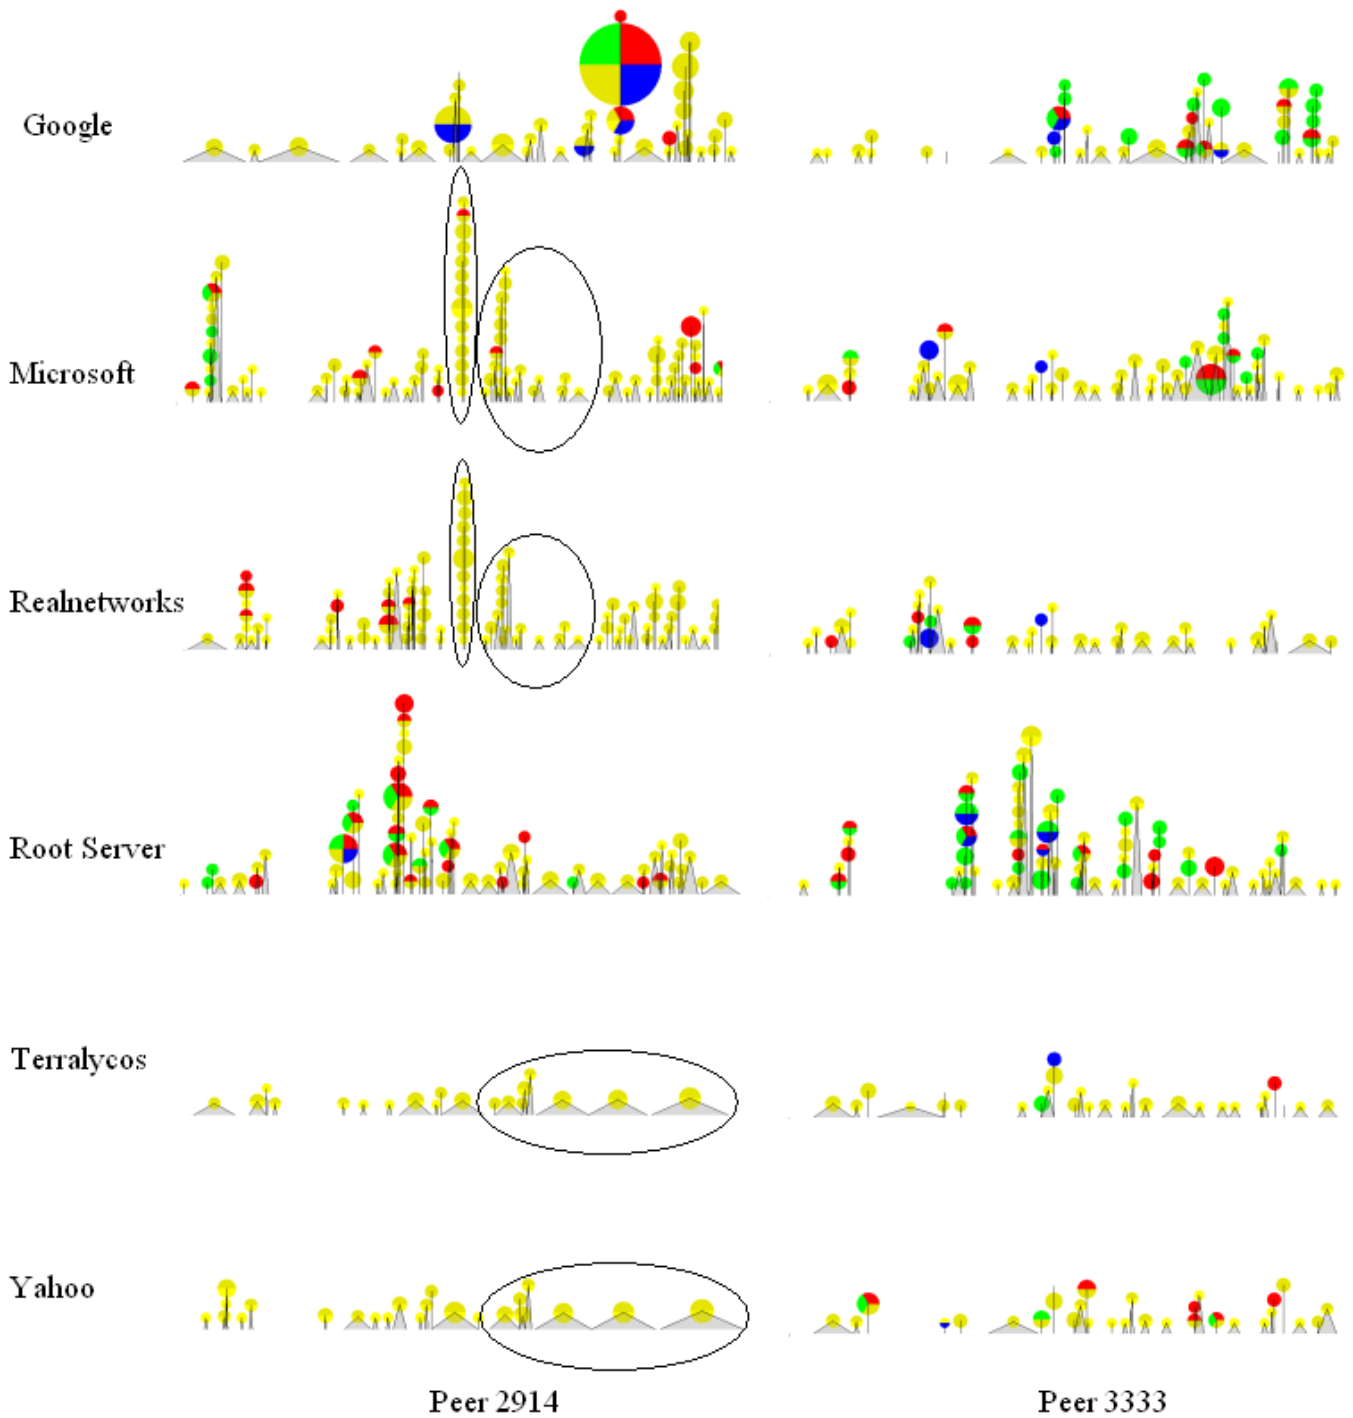 Google
Microsoft
Realnetworks
Root Server
Terralycos
Yahoo
Peer 2914
Peer 3333